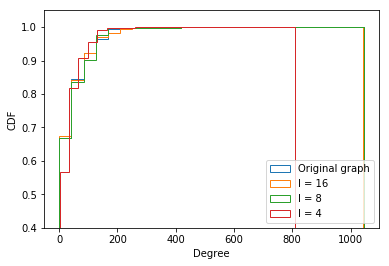 1.0
0.9
0.8
0.7
0.6
0.5
0.4
CDF
0 200 400 600 800 1000
Degree
Original graph
l = 16
l = 8
l = 4